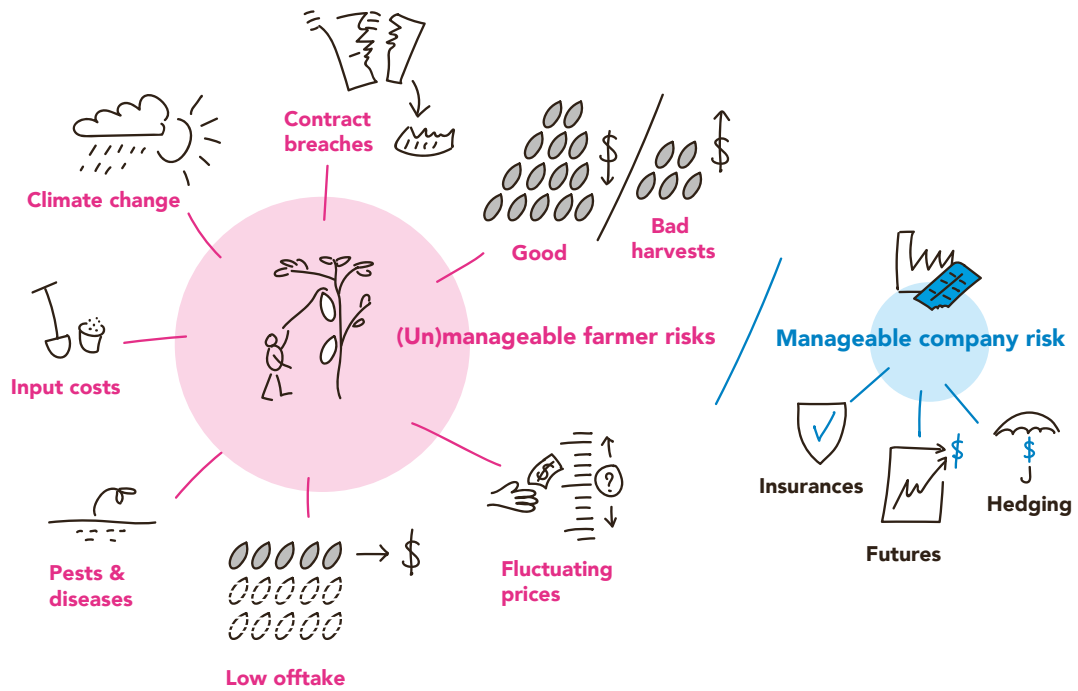 Contract
breaches
Climate change
Good
Bad
harvests
$
$
(Un)manageable farmer risks
Manageable company risk
Input costs
Insurances
$
Futures
$
Hedging
$
?
Pests &
diseases
$
Fluctuating
prices
Low offtake